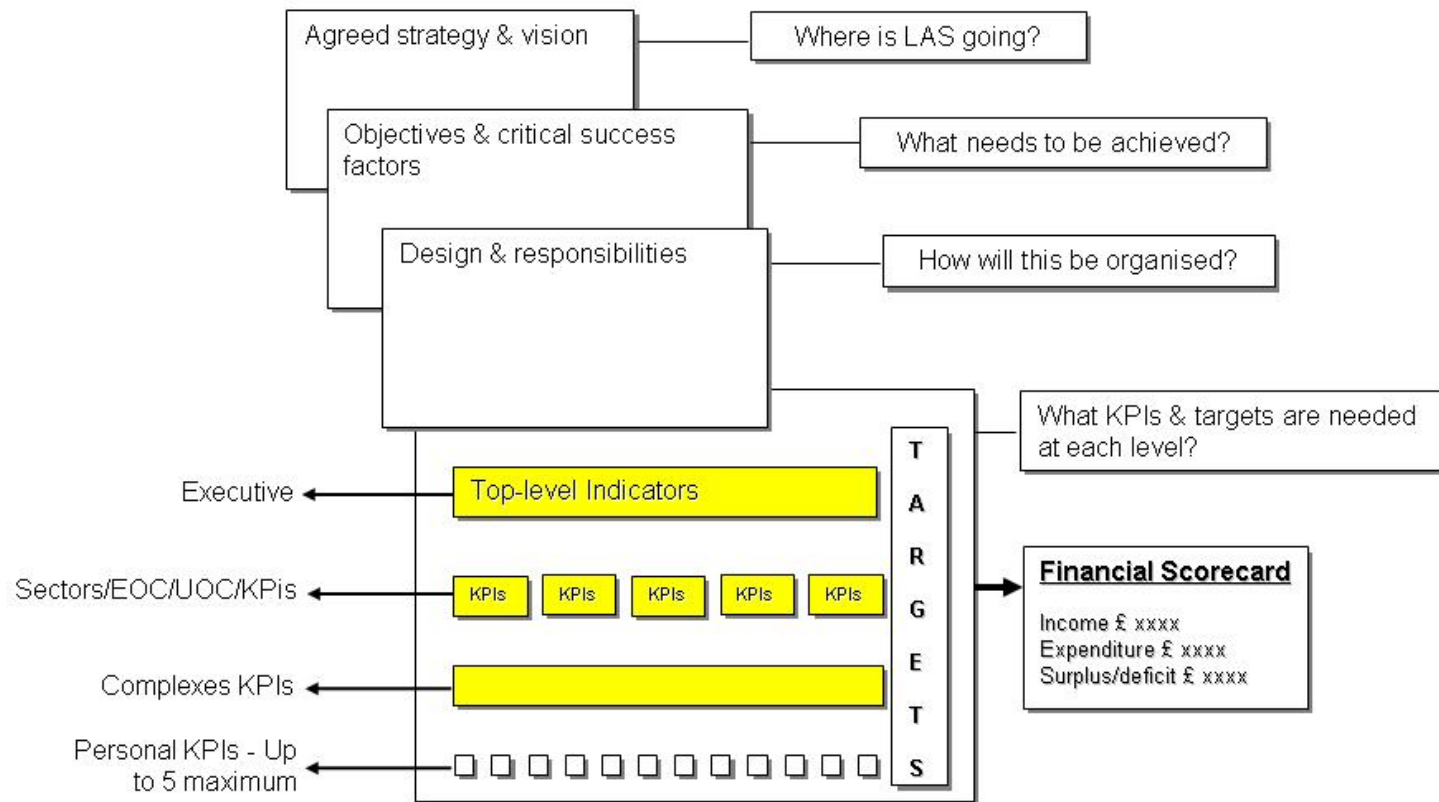 Agreed strategy & vision
Where is LAS going?
Objectives & critical success
factors
What needs to be achieved?
Design & responsibilities
How will this be organised?
What KPIs & targets are needed
at each level?
Executive
Top-level Indicators
Sectors/EOC/UOC/KPis
KPIs
KPIs
KPIs
KPIs
KPIs
Complexes KPIs
Personal KPIs - Up
to 5 maximum
T
A
R
G
E
T
S
Financial Scorecard
Income £ xxxx
Expenditure £ xxxx
Surplus/deficit £ xxxx